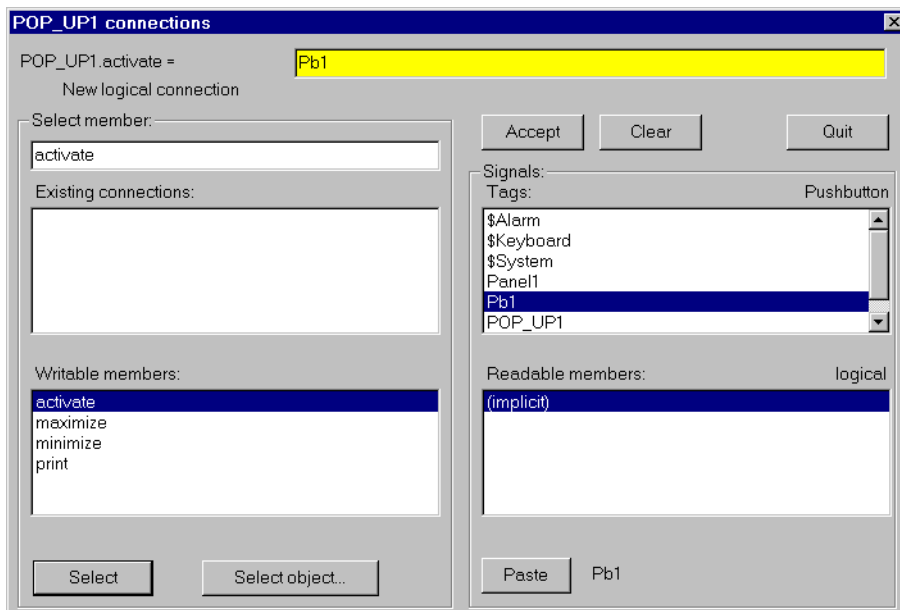 POP_UP1 connections
POP_UP1.activate =
Pb1
New logical connection
Select member:
activate
Existing connections:
Writable members:
activate
maximize
minimize
print
Select
Select object...
Accept
Clear
Quit
Signals:
Tags:
Pushbutton
$Alarm
$Keyboard
$System
Panel1
Pb1
POP_UP1
Readable members:
logical
(implicit)
Paste
Pb1